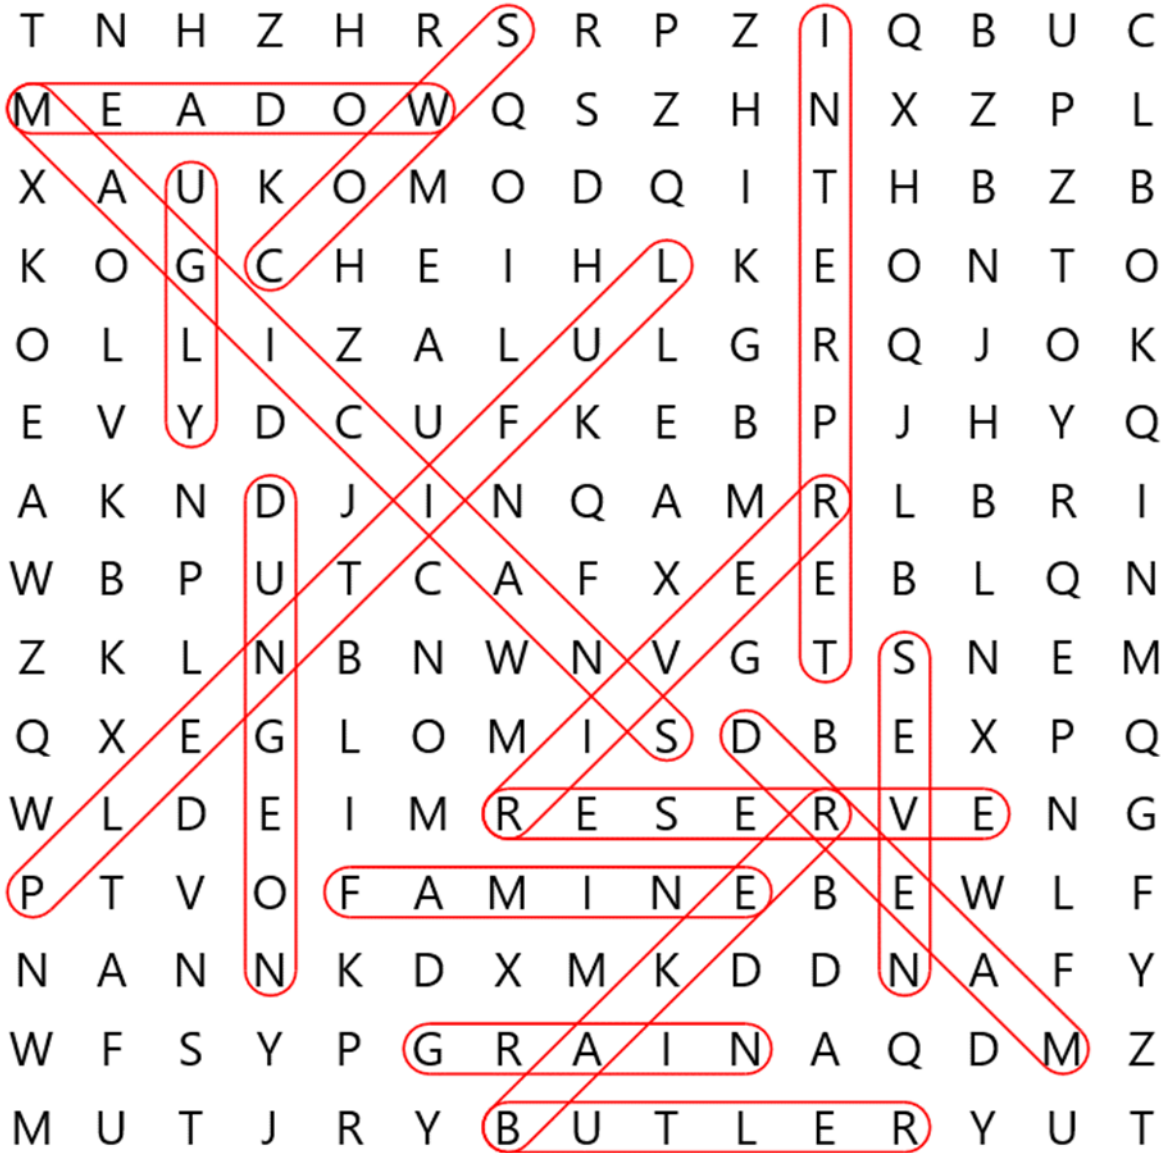 T N H Z H R S R P Z I Q B U C
M E A D O W Q S Z H N X Z P L
X A U K O M O D Q I T H B Z B
K O G C H E I H L K E O N T O
O L L I Z A L U L G R Q J O K
E V Y D C U F K E B P J H Y Q
A K N D J I N Q A M R L B R I
W B P U T C A F X E E B L Q N
Z K L N B N W N V G T S N E M
Q X E G L O M I S D B E X P Q
W L D E I M R E S E R V E N G
P T V O F A M I N E B E W L F
N A N N K D X M K D D N A F Y
W F S Y P G R A I N A Q D M Z
M U T J R Y B U T L E R Y U T